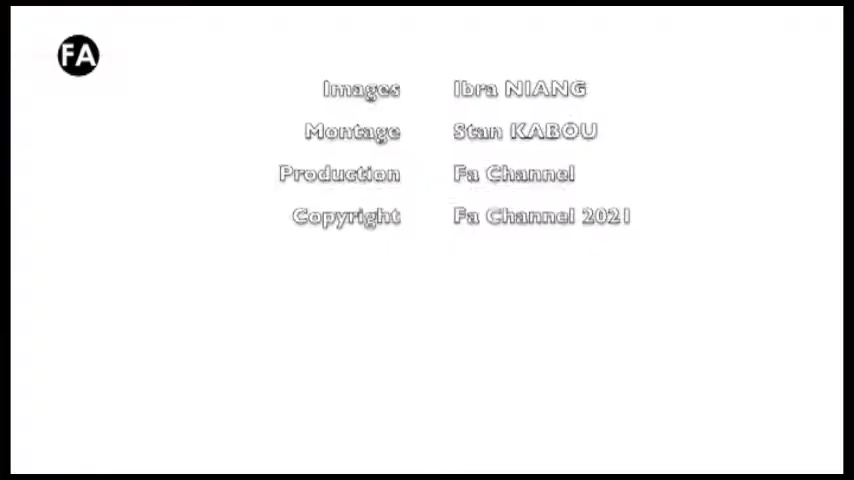 FA
Images Ibra NIANG
Montage Stan KABOU
Production Fa Channel
Copyright Fa Channel 2021